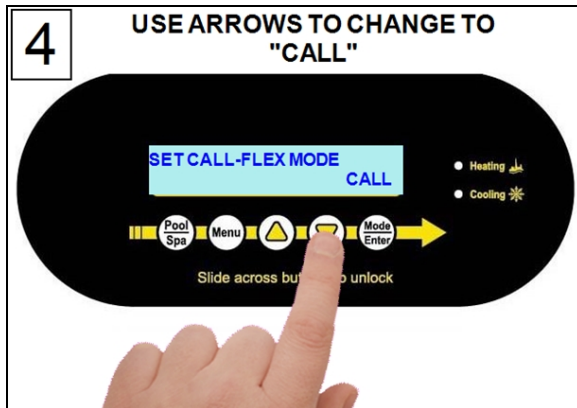 4
USE ARROWS TO CHANGE TO
"CALL"
SET CALL-FLEX MODE
CALL
Heating
Cooling
Pool
Spa
Menu
Mode
Enter
Slide across but o unlock